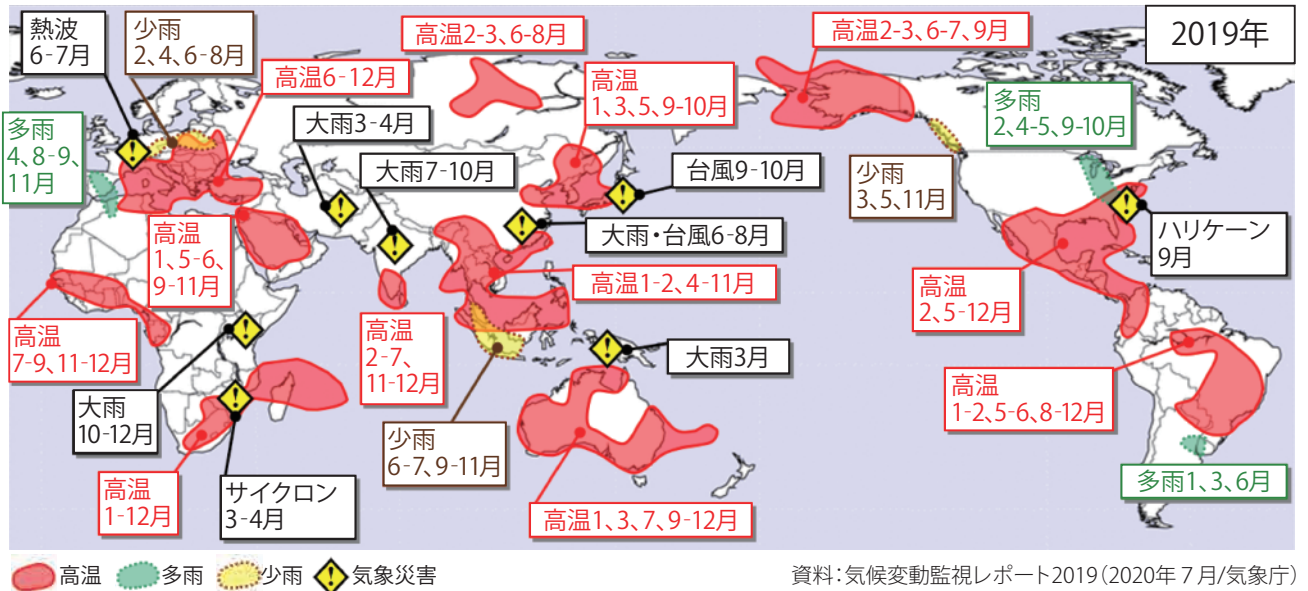 2019年
熱波
6-7月
少雨
2、4、6-8月
高温2-3、6-8月
高温2-3、6-7、9月
高温6-12月
高温
1、3、5、9-10月
多雨
2、4-5、9-10月
大雨3-4月
多雨
4、8-9、
11月
大雨7-10月
台風9-10月
少雨
3、5、11月
大雨・台風6-8月
ハリケーン
9月
高温
1、5-6、
9-11月
高温1-2、4-11月
高温
2、5-12月
高温
7-9、11-12月
高温
2-7、
11-12月
大雨3月
高温
1-2、5-6、8-12月
大雨
10-12月
少雨
6-7、9-11月
多雨1、3、6月
高温
1-12月
サイクロン
3-4月
高温1、3、7、9-12月
高温
多雨
少雨
気象災害
資料：気候変動監視レポート2019（2020年７月/気象庁）